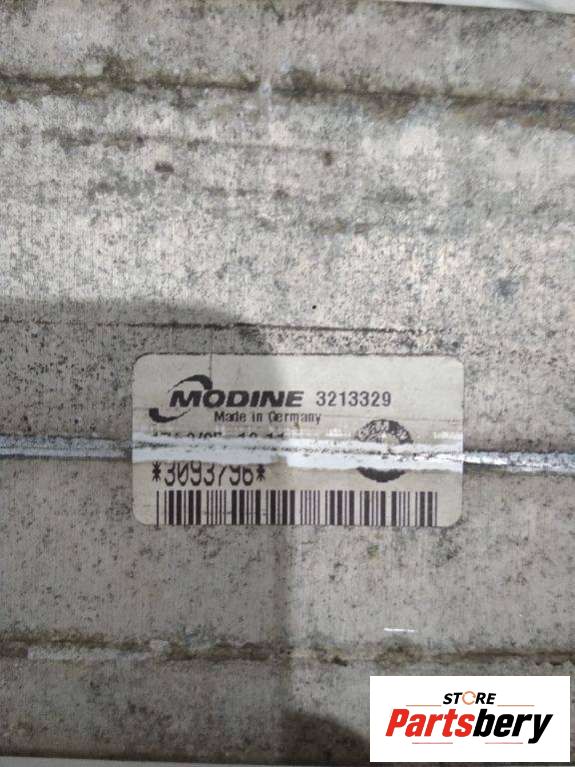 MODINE 3213329
Made in Germany
*3093796*
STORE
Partsbery